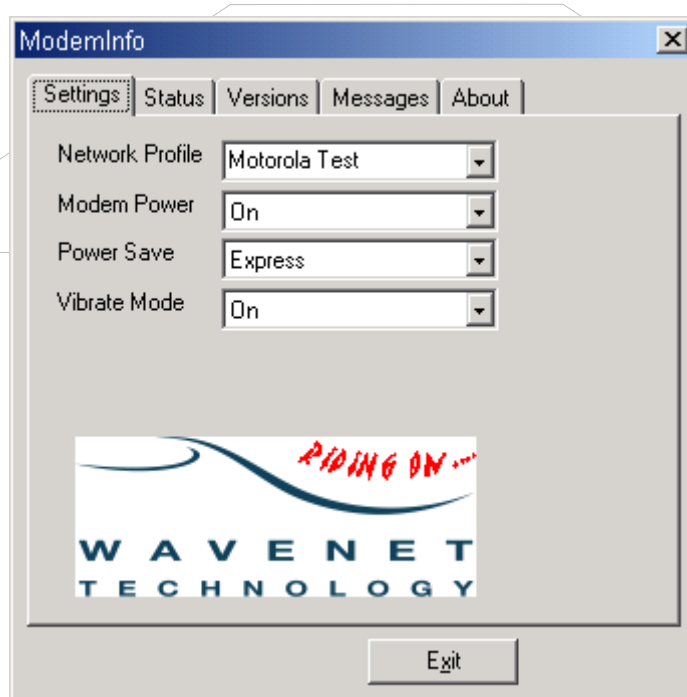 ModemInfo
Settings Status Versions Messages About
Network Profile Motorola Test
Modem Power On
Power Save Express
Vibrate Mode On
RIDING ON ....
WAVENET
TECHNOLOGY
Exit